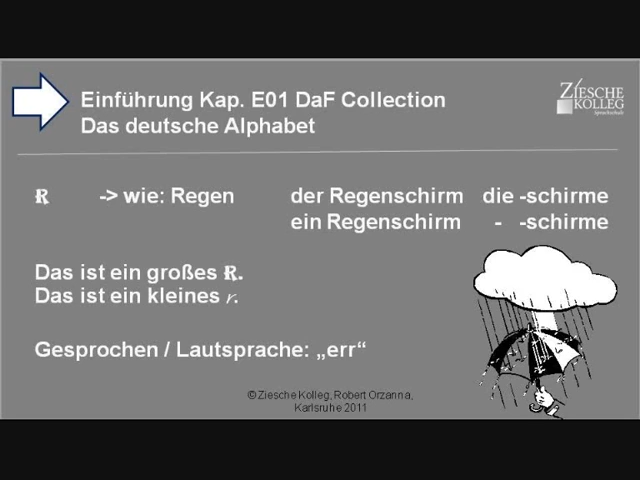 Einführung Kap. E01 DaF Collection
Das deutsche Alphabet
ZIESCHE
KOLLEG
Sprachschule
R -> wie: Regen der Regenschirm die -schirme
ein Regenschirm - -schirme
Das ist ein großes R.
Das ist ein kleines r.
Gesprochen / Lautsprache: „err“
© Ziesche Kolleg, Robert Orzanna,
Karlsruhe 2011